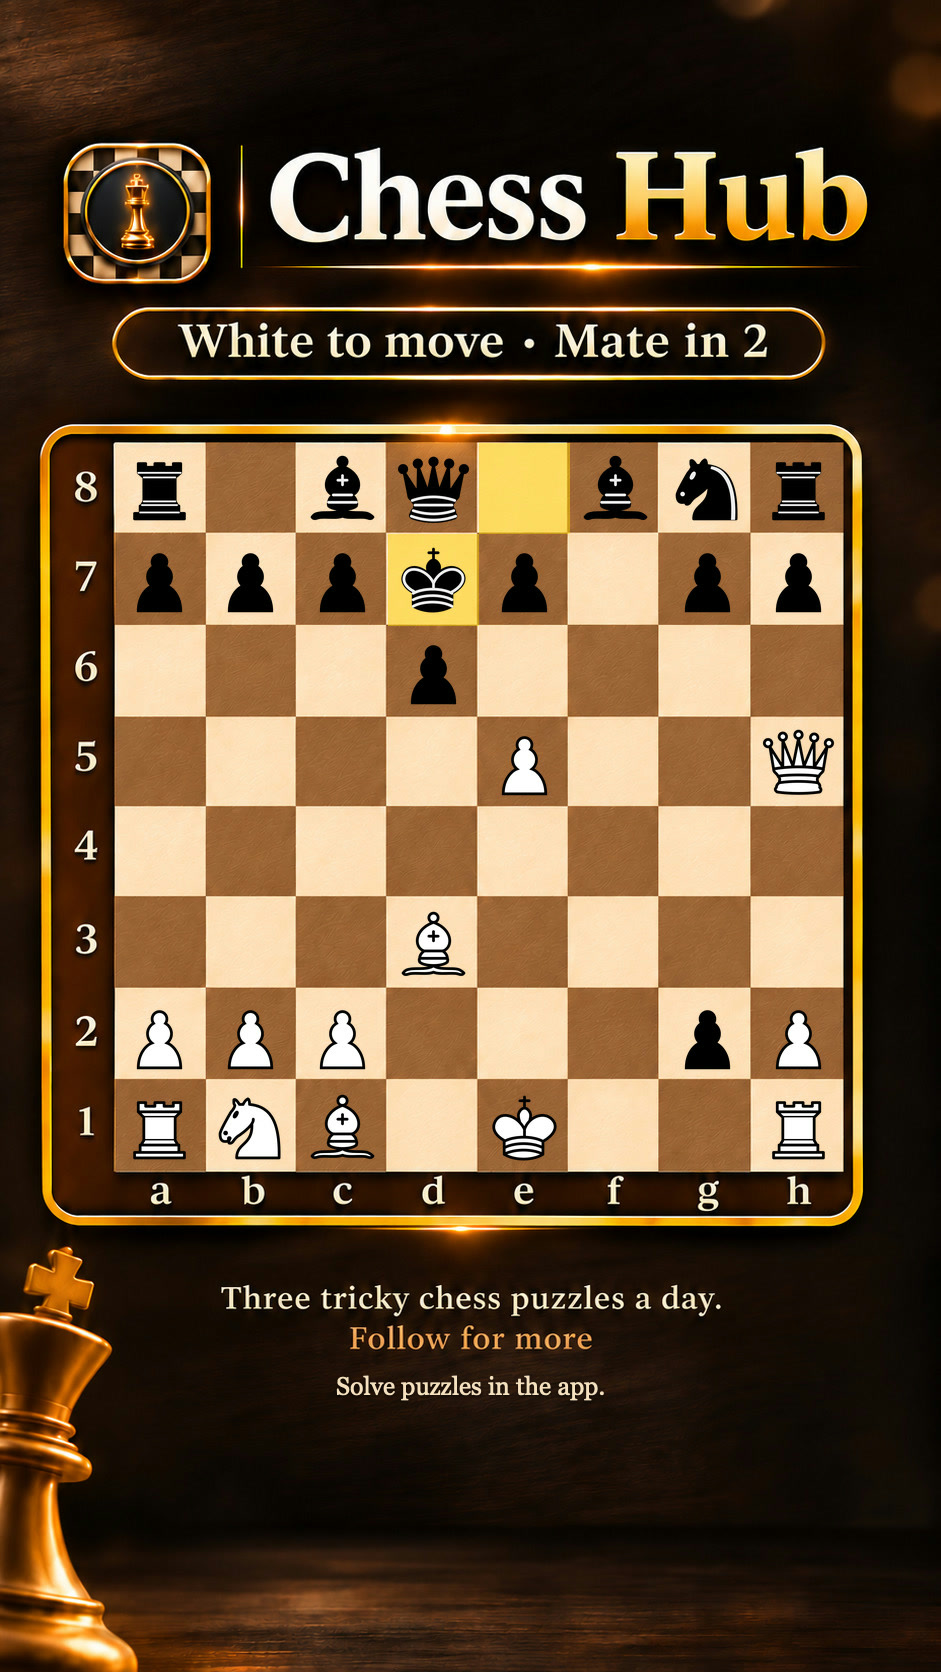 Chess Hub
White to move • Mate in 2
8
7
6
5
4
3
2
1
a b c d e f g h
Three tricky chess puzzles a day.
Follow for more
Solve puzzles in the app.